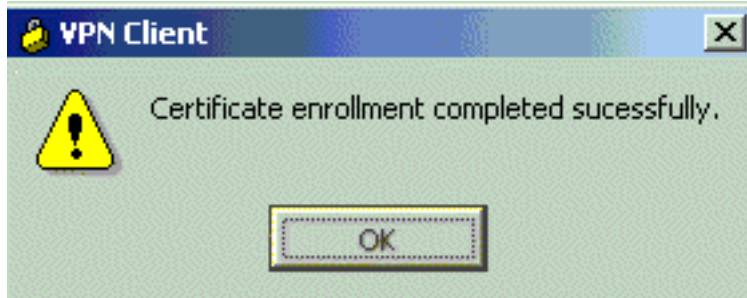 VPN Client
Certificate enrollment completed sucessfully.
OK